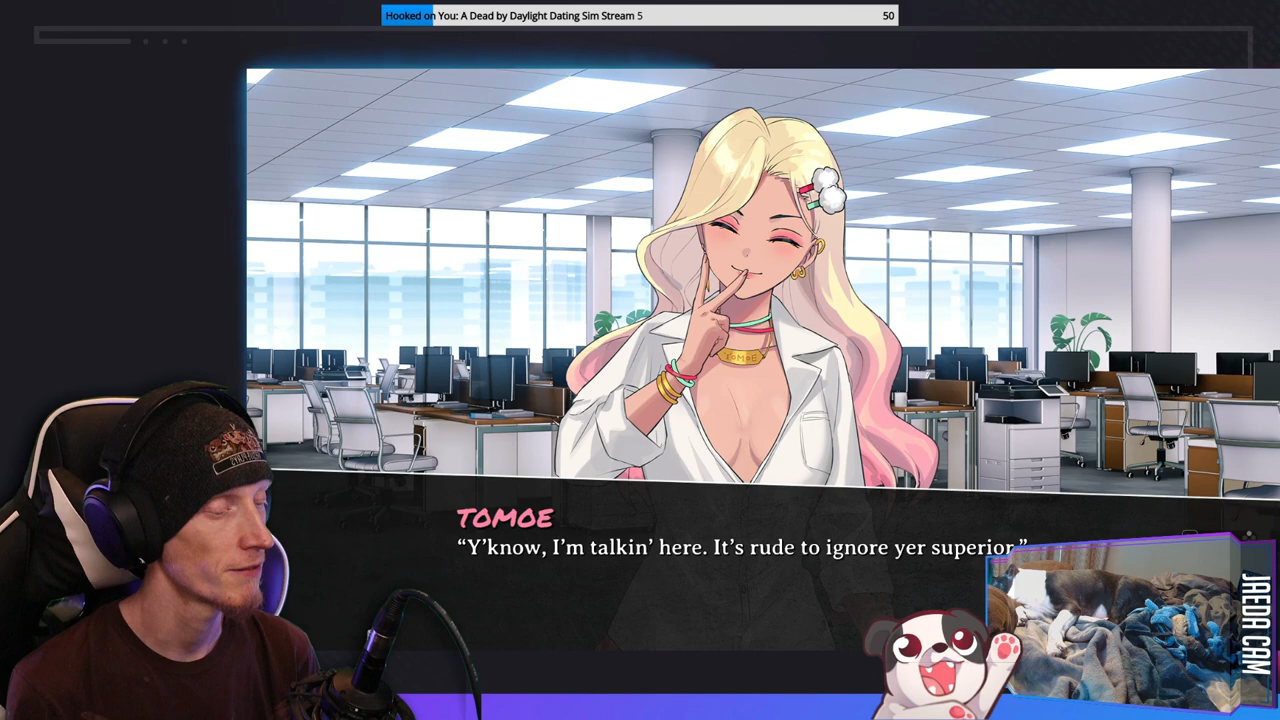 Hooked on You: A Dead by Daylight Dating Sim Stream 5 50
TOMOE
TOMOE
“Y'know, I'm talkin' here. It's rude to ignore yer superior.”
JAEDA CAM